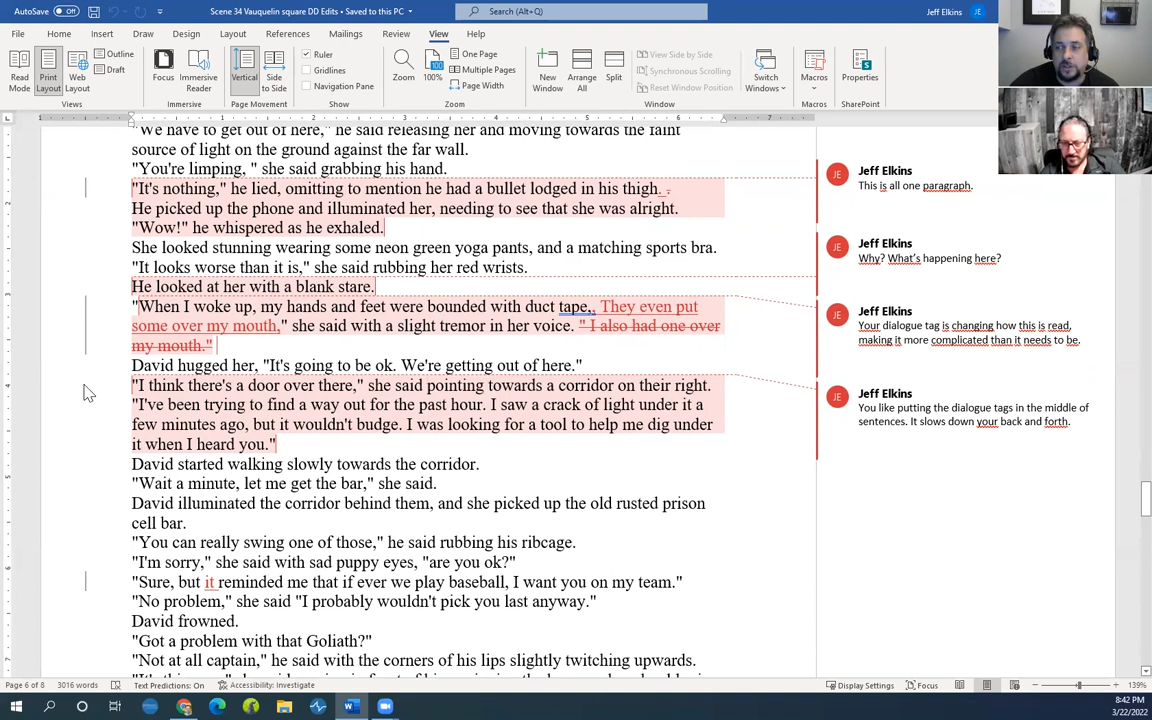 AutoSave Off Scene 34 Vauquelin square DD Edits • Saved to this PC Search (Alt+Q) Jeff Elkins JE
File Home Insert Draw Design Layout References Mailings Review View Help
Read Mode Print Layout Web Layout Outline Draft Focus Immersive Reader Vertical Side to Side Ruler Gridlines Navigation Pane Zoom 100% One Page Multiple Pages Page Width New Window Arrange All Split View Side by Side Synchronous Scrolling Reset Window Position Switch Windows Macros Properties
Views Immersive Page Movement Show Zoom Window Macros SharePoint
"We have to get out of here," he said releasing her and moving towards the faint
source of light on the ground against the far wall.
"You're limping, " she said grabbing his hand.
"It's nothing," he lied, omitting to mention he had a bullet lodged in his thigh. .
He picked up the phone and illuminated her, needing to see that she was alright.
"Wow!" he whispered as he exhaled.
She looked stunning wearing some neon green yoga pants, and a matching sports bra.
"It looks worse than it is," she said rubbing her red wrists.
He looked at her with a blank stare.
"When I woke up, my hands and feet were bounded with duct tape,. They even put
some over my mouth," she said with a slight tremor in her voice. " I also had one over
my mouth."
David hugged her, "It's going to be ok. We're getting out of here."
"I think there's a door over there," she said pointing towards a corridor on their right.
"I've been trying to find a way out for the past hour. I saw a crack of light under it a
few minutes ago, but it wouldn't budge. I was looking for a tool to help me dig under
it when I heard you."
David started walking slowly towards the corridor.
"Wait a minute, let me get the bar," she said.
David illuminated the corridor behind them, and she picked up the old rusted prison
cell bar.
"You can really swing one of those," he said rubbing his ribcage.
"I'm sorry," she said with sad puppy eyes, "are you ok?"
"Sure, but it reminded me that if ever we play baseball, I want you on my team."
"No problem," she said "I probably wouldn't pick you last anyway."
David frowned.
"Got a problem with that Goliath?"
"Not at all captain," he said with the corners of his lips slightly twitching upwards.
JE Jeff Elkins
This is all one paragraph.
JE Jeff Elkins
Why? What's happening here?
JE Jeff Elkins
Your dialogue tag is changing how this is read,
making it more complicated than it needs to be.
JE Jeff Elkins
You like putting the dialogue tags in the middle of
sentences. It slows down your back and forth.
Page 6 of 8 3016 words Text Predictions: On Accessibility: Investigate Display Settings Focus 139%
8:42 PM
3/22/2022